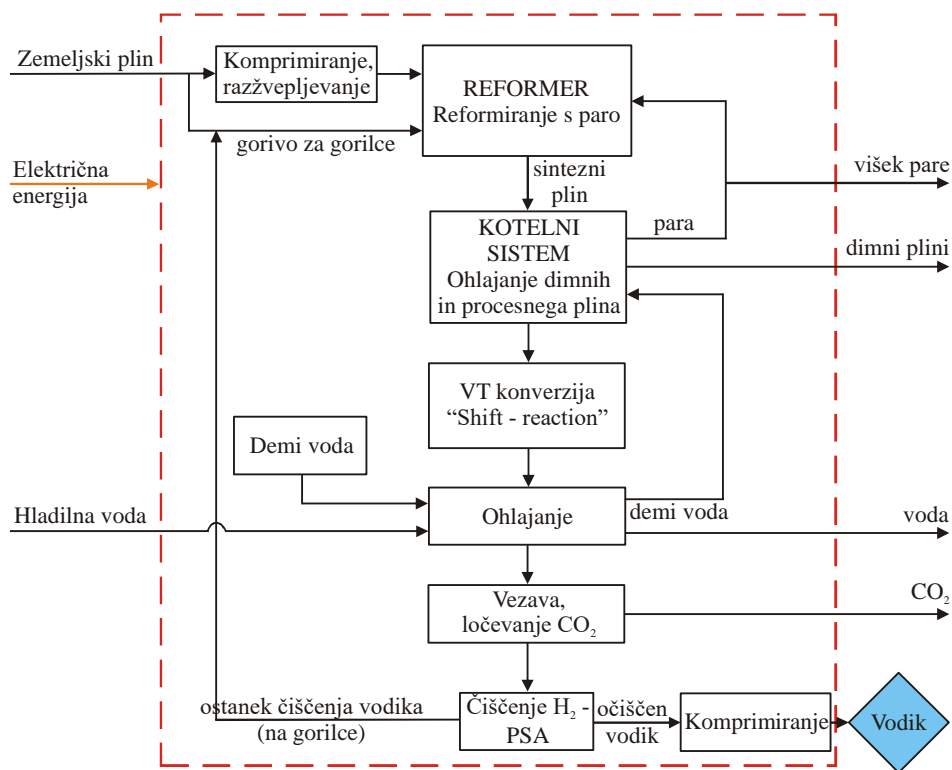 Zemeljski plin
Komprimiranje,
razžvepljevanje
REFORMER
Reformiranje s paro
gorivo za gorilce
Električna
energija
sintezni
plin
višek pare
KOTELNI
SISTEM
Ohlajanje dimnih
in procesnega plina
para
dimni plini
VT konverzija
“Shift - reaction”
Demi voda
Hladilna voda
Ohlajanje
demi voda
voda
Vezava,
ločevanje CO₂
CO₂
ostanek čiščenja vodika
(na gorilce)
Čiščenje H₂ -
PSA
očiščen
vodik
Komprimiranje
Vodik